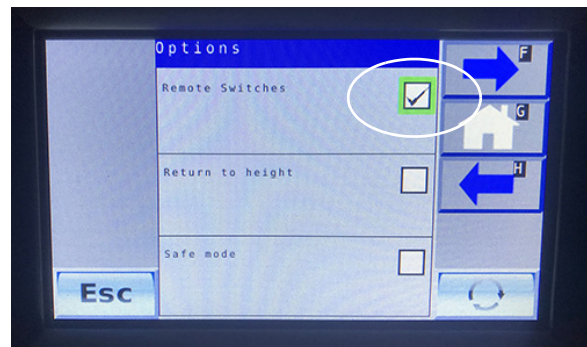 Options
F
Remote Switches
G
Return to height
H
Safe mode
Esc